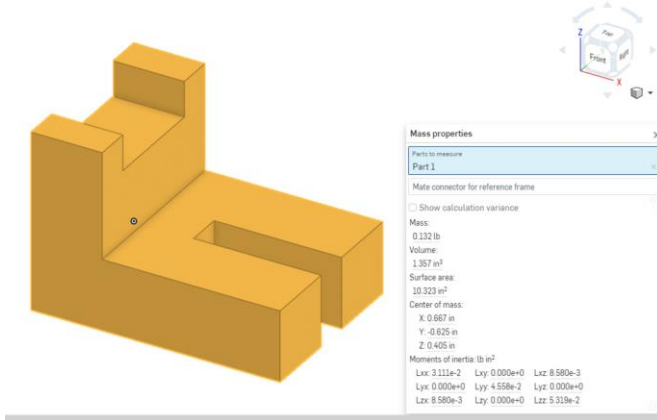 Z
Top
Front
Right
X
Mass properties
Parts to measure
Part 1
Mate connector for reference frame
Show calculation variance
Mass:
0.132 lb
Volume:
1.357 in³
Surface area:
10.323 in²
Center of mass:
X: 0.667 in
Y: -0.625 in
Z: 0.405 in
Moments of inertia: lb in²
Lxx: 3.111e-2 Lxy: 0.000e+0 Lxz: 8.580e-3
Lyx: 0.000e+0 Lyy: 4.558e-2 Lyz: 0.000e+0
Lzx: 8.580e-3 Lzy: 0.000e+0 Lzz: 5.319e-2